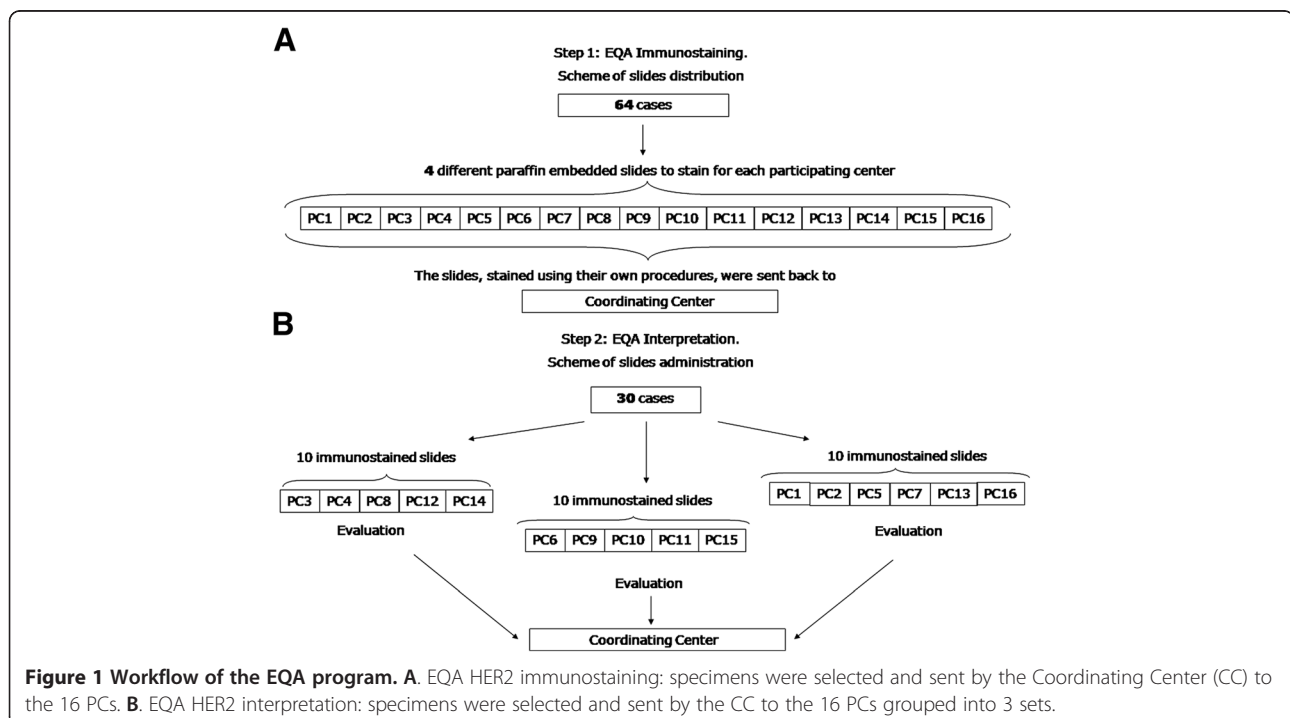 A
Step 1: EQA Immunostaining.
Scheme of slides distribution
64 cases
4 different paraffin embedded slides to stain for each participating center
PC1 PC2 PC3 PC4 PC5 PC6 PC7 PC8 PC9 PC10 PC11 PC12 PC13 PC14 PC15 PC16
The slides, stained using their own procedures, were sent back to
Coordinating Center
B
Step 2: EQA Interpretation.
Scheme of slides administration
30 cases
10 immunostained slides
PC3 PC4 PC8 PC12 PC14
Evaluation
10 immunostained slides
PC6 PC9 PC10 PC11 PC15
Evaluation
10 immunostained slides
PC1 PC2 PC5 PC7 PC13 PC16
Evaluation
Coordinating Center
Figure 1 Workflow of the EQA program. A. EQA HER2 immunostaining: specimens were selected and sent by the Coordinating Center (CC) to
the 16 PCs. B. EQA HER2 interpretation: specimens were selected and sent by the CC to the 16 PCs grouped into 3 sets.